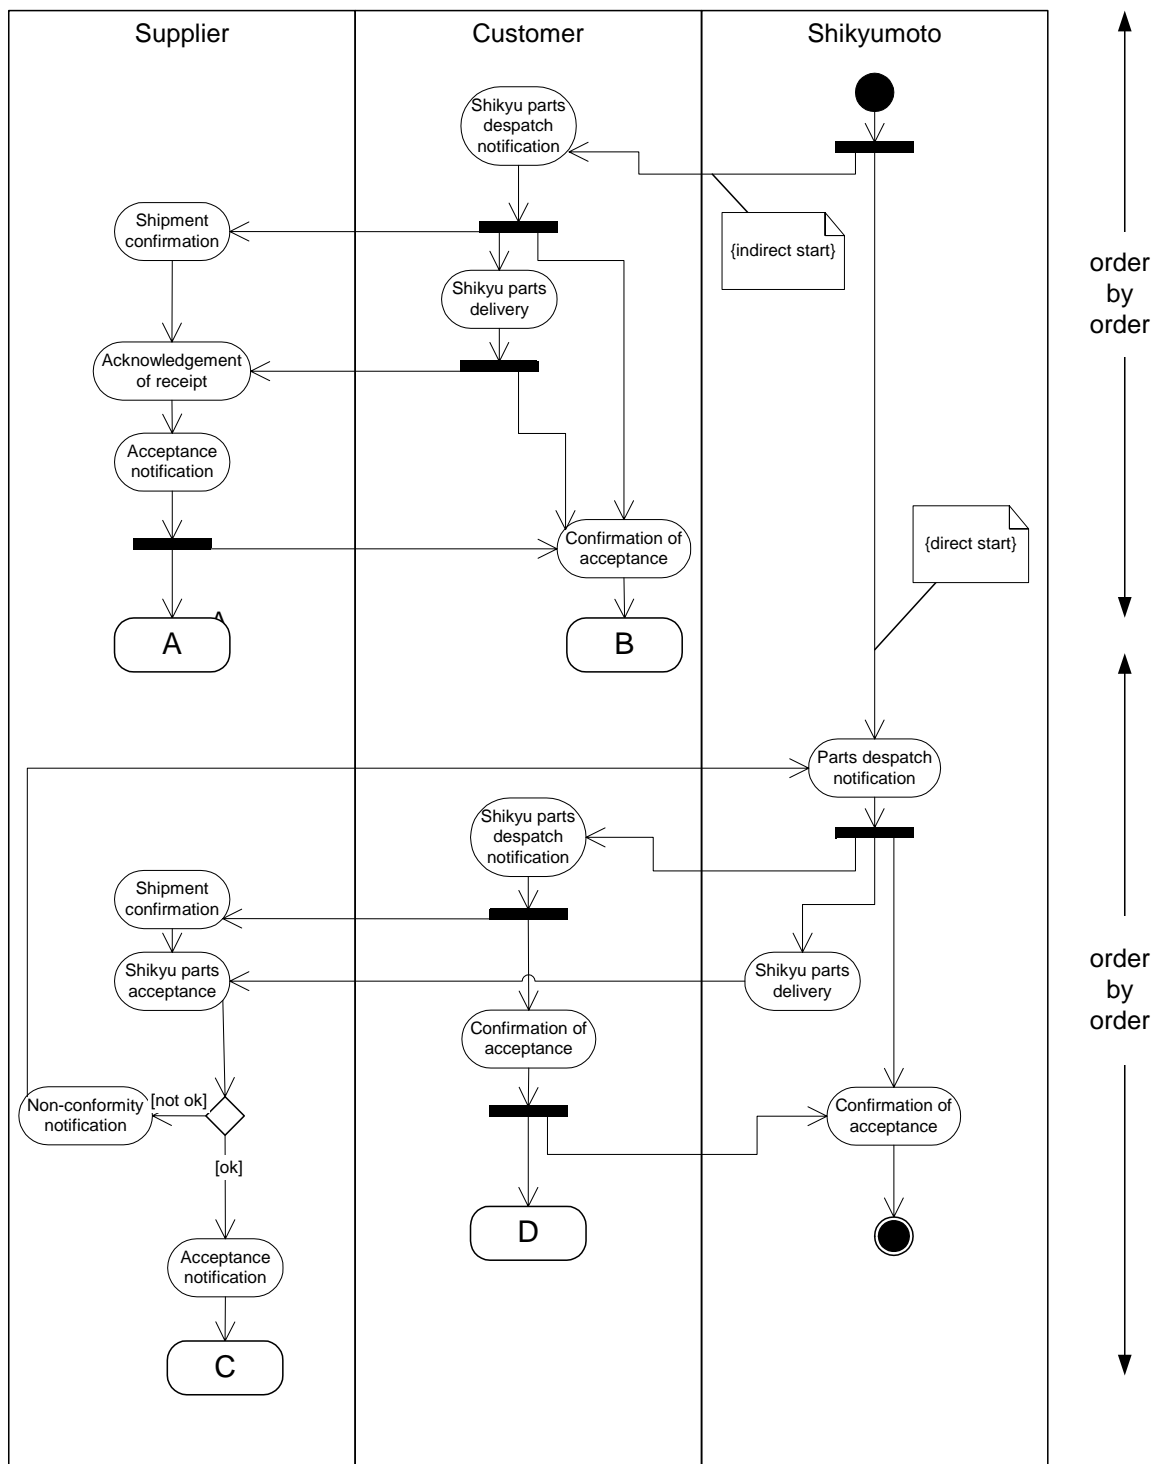 Supplier
Customer
Shikyumoto
Shikyu parts
despatch
notification
Shipment
confirmation
{indirect start}
order
by
order
Shikyu parts
delivery
Acknowledgement
of receipt
Acceptance
notification
Confirmation of
acceptance
{direct start}
A
A
B
Parts despatch
notification
Shikyu parts
despatch
notification
Shipment
confirmation
Shikyu parts
acceptance
Shikyu parts
delivery
order
by
order
Confirmation of
acceptance
Non-conformity
notification
[not ok]
Confirmation of
acceptance
[ok]
D
Acceptance
notification
C